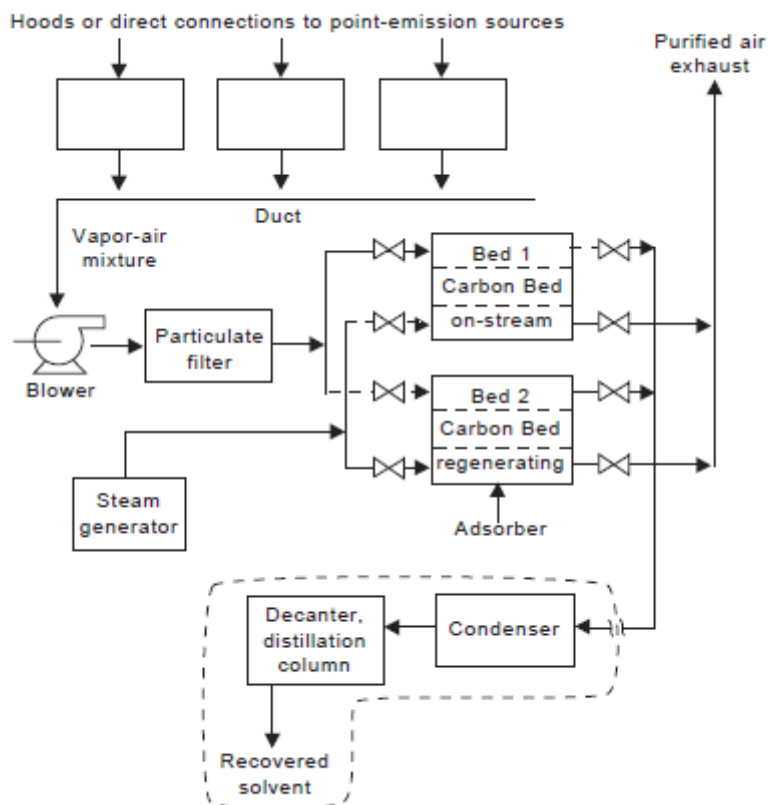 Hoods or direct connections to point-emission sources
Purified air
exhaust
Duct
Vapor-air
mixture
Bed 1
Carbon Bed
on-stream
Particulate
filter
Blower
Bed 2
Carbon Bed
regenerating
Steam
generator
Adsorber
Decanter,
distillation
column
Condenser
Recovered
solvent